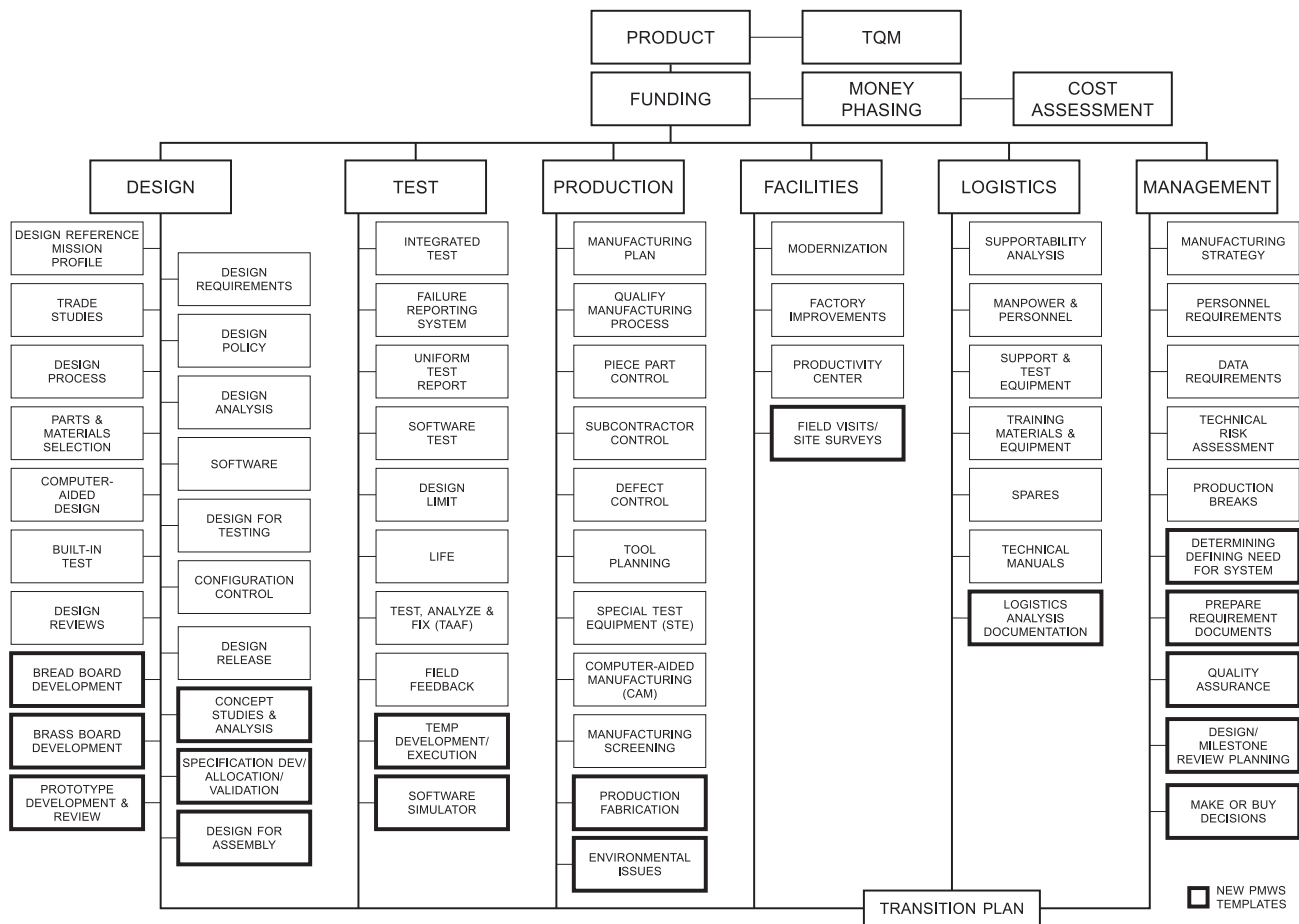 PRODUCT
TQM
FUNDING
MONEY
PHASING
COST
ASSESSMENT
DESIGN
TEST
PRODUCTION
FACILITIES
LOGISTICS
MANAGEMENT
DESIGN REFERENCE
MISSION
PROFILE
TRADE
STUDIES
DESIGN
PROCESS
PARTS &
MATERIALS
SELECTION
COMPUTER-
AIDED
DESIGN
BUILT-IN
TEST
DESIGN
REVIEWS
BREAD BOARD
DEVELOPMENT
BRASS BOARD
DEVELOPMENT
PROTOTYPE
DEVELOPMENT &
REVIEW
DESIGN
REQUIREMENTS
DESIGN
POLICY
DESIGN
ANALYSIS
SOFTWARE
DESIGN FOR
TESTING
CONFIGURATION
CONTROL
DESIGN
RELEASE
CONCEPT
STUDIES &
ANALYSIS
SPECIFICATION DEV/
ALLOCATION/
VALIDATION
DESIGN FOR
ASSEMBLY
INTEGRATED
TEST
FAILURE
REPORTING
SYSTEM
UNIFORM
TEST
REPORT
SOFTWARE
TEST
DESIGN
LIMIT
LIFE
TEST, ANALYZE &
FIX (TAAF)
FIELD
FEEDBACK
TEMP
DEVELOPMENT/
EXECUTION
SOFTWARE
SIMULATOR
MANUFACTURING
PLAN
QUALIFY
MANUFACTURING
PROCESS
PIECE PART
CONTROL
SUBCONTRACTOR
CONTROL
DEFECT
CONTROL
TOOL
PLANNING
SPECIAL TEST
EQUIPMENT (STE)
COMPUTER-AIDED
MANUFACTURING
(CAM)
MANUFACTURING
SCREENING
PRODUCTION
FABRICATION
ENVIRONMENTAL
ISSUES
MODERNIZATION
FACTORY
IMPROVEMENTS
PRODUCTIVITY
CENTER
FIELD VISITS/
SITE SURVEYS
SUPPORTABILITY
ANALYSIS
MANPOWER &
PERSONNEL
SUPPORT &
TEST
EQUIPMENT
TRAINING
MATERIALS &
EQUIPMENT
SPARES
TECHNICAL
MANUALS
LOGISTICS
ANALYSIS
DOCUMENTATION
MANUFACTURING
STRATEGY
PERSONNEL
REQUIREMENTS
DATA
REQUIREMENTS
TECHNICAL
RISK
ASSESSMENT
PRODUCTION
BREAKS
DETERMINING
DEFINING NEED
FOR SYSTEM
PREPARE
REQUIREMENT
DOCUMENTS
QUALITY
ASSURANCE
DESIGN/
MILESTONE
REVIEW PLANNING
MAKE OR BUY
DECISIONS
TRANSITION PLAN
NEW PMWS
TEMPLATES